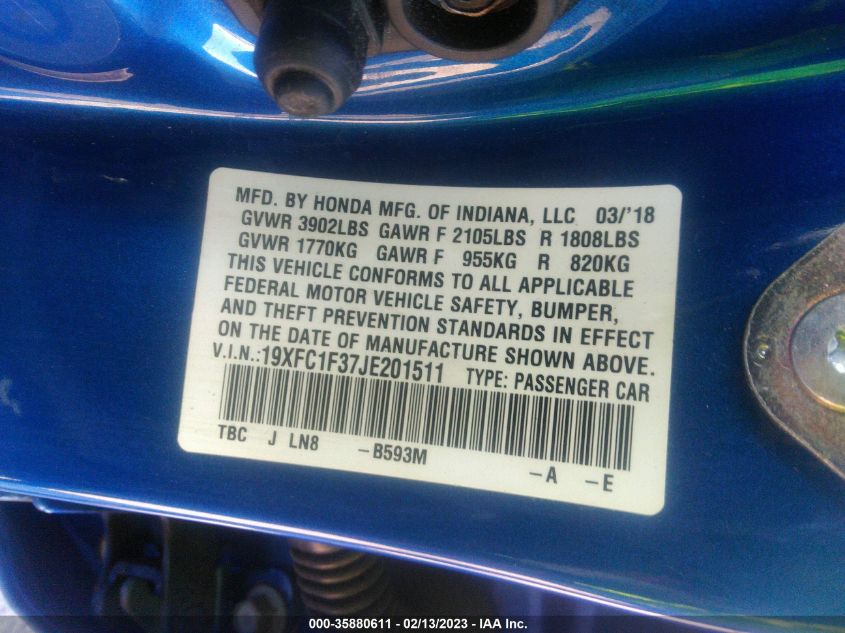 MFD. BY HONDA MFG. OF INDIANA, LLC 03/'18
GVWR 3902LBS GAWR F 2105LBS R 1808LBS
GVWR 1770KG GAWR F 955KG R 820KG
THIS VEHICLE CONFORMS TO ALL APPLICABLE
FEDERAL MOTOR VEHICLE SAFETY, BUMPER,
AND THEFT PREVENTION STANDARDS IN EFFECT
ON THE DATE OF MANUFACTURE SHOWN ABOVE.
V.I.N.:19XFC1F37JE201511 TYPE: PASSENGER CAR
TBC J LN8 -B593M -A -E
000-35880611 - 02/13/2023 - IAA Inc.